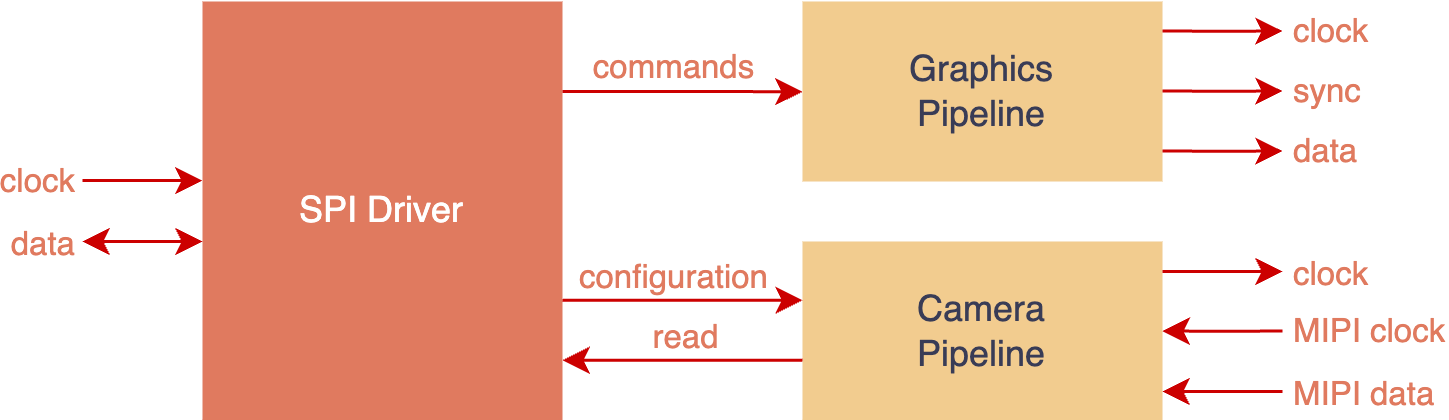 clock
data
SPI Driver
commands
configuration
read
Graphics
Pipeline
clock
sync
data
Camera
Pipeline
clock
MIPI clock
MIPI data